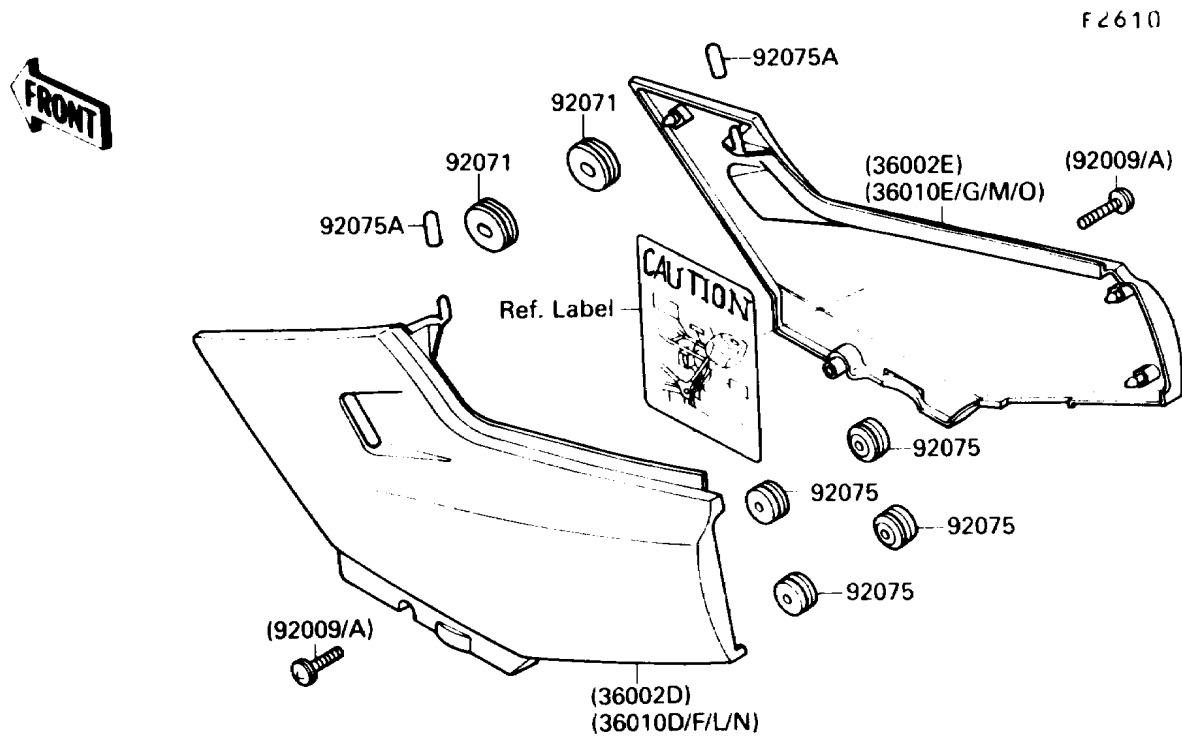 F2610
FRONT
92075A
92071
92071
(36002E)
(36010E/G/M/O)
(92009/A)
92075A
CAUTION
Ref. Label
92075
92075
92075
92075
(92009/A)
(36002D)
(36010D/F/L/N)